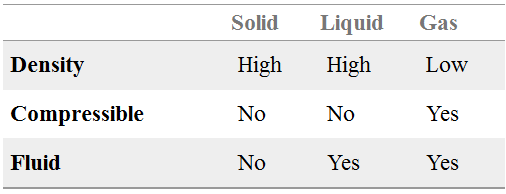 Solid Liquid Gas
Density High High Low
Compressible No No Yes
Fluid No Yes Yes